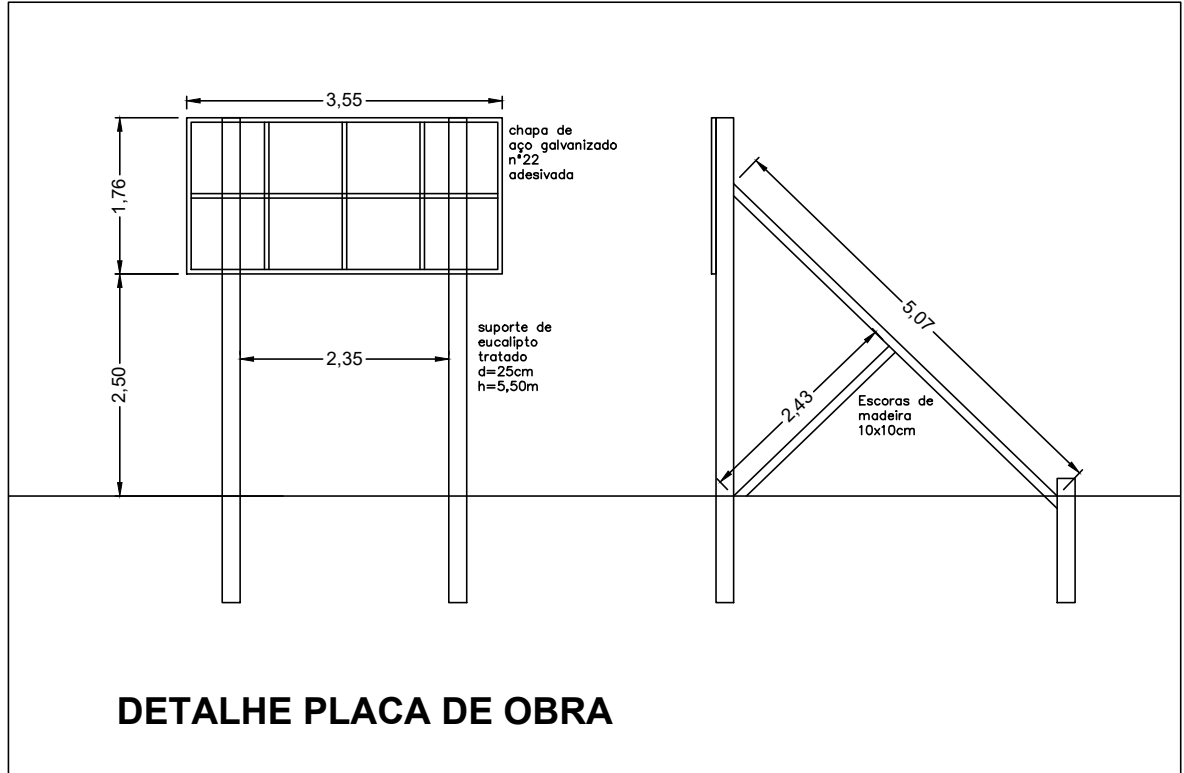 3,55
chapa de
aço galvanizado
n°22
adesivada
1,76
2,50
2,35
suporte de
eucalipto
tratado
d=25cm
h=5,50m
5,07
2,43
Escoras de
madeira
10x10cm
DETALHE PLACA DE OBRA